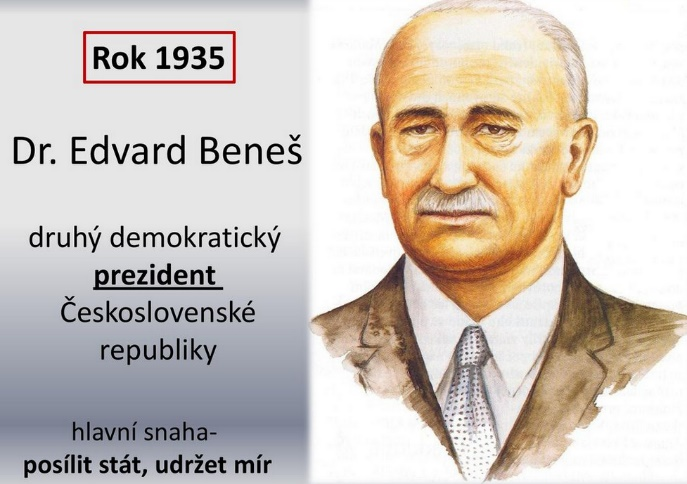 Rok 1935
Dr. Edvard Beneš
druhý demokratický
prezident
Československé
republiky
hlavní snaha-
posílit stát, udržet mír